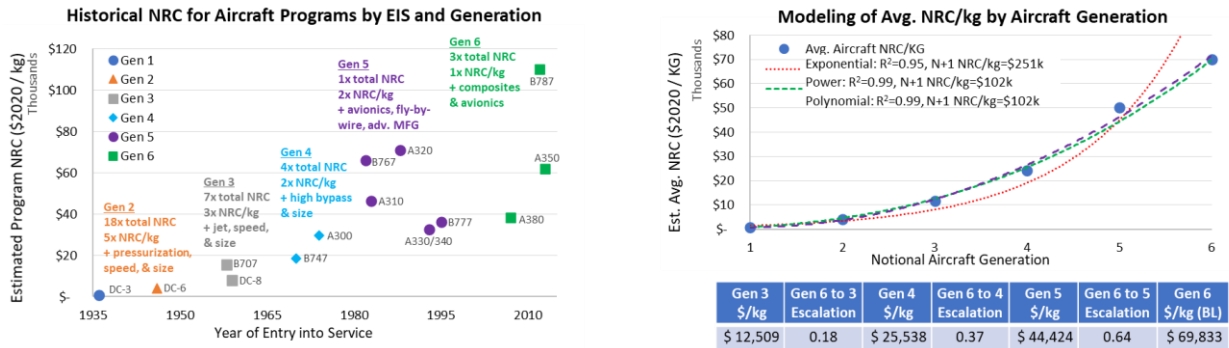 Historical NRC for Aircraft Programs by EIS and Generation
Estimated Program NRC ($2020 / kg)
Thousands
$120
$100
$80
$60
$40
$20
$-
Gen 1
Gen 2
Gen 3
Gen 4
Gen 5
Gen 6
Gen 2
18x total NRC
5x NRC/kg
+ pressurization,
speed, & size
Gen 3
7x total NRC
3x NRC/kg
+ jet, speed,
& size
Gen 4
4x total NRC
2x NRC/kg
+ high bypass
& size
Gen 5
1x total NRC
2x NRC/kg
+ avionics, fly-by-
wire, adv. MFG
Gen 6
3x total NRC
1x NRC/kg
+ composites
& avionics
DC-3
DC-6
B707
DC-8
B747
A300
B767
A310
A320
A330/340
B777
A380
B787
A350
1935
1950
1965
1980
1995
2010
Year of Entry into Service
Modeling of Avg. NRC/kg by Aircraft Generation
Est. Avg. NRC ($2020 / KG)
Thousands
$80
$70
$60
$50
$40
$30
$20
$10
$-
Avg. Aircraft NRC/KG
Exponential: R²=0.95, N+1 NRC/kg=$251k
Power: R²=0.99, N+1 NRC/kg=$102k
Polynomial: R²=0.99, N+1 NRC/kg=$102k
1
2
3
4
5
6
Notional Aircraft Generation
Gen 3 $/kg
Gen 6 to 3 Escalation
Gen 4 $/kg
Gen 6 to 4 Escalation
Gen 5 $/kg
Gen 6 to 5 Escalation
Gen 6 $/kg (BL)
$ 12,509
0.18
$ 25,538
0.37
$ 44,424
0.64
$ 69,833